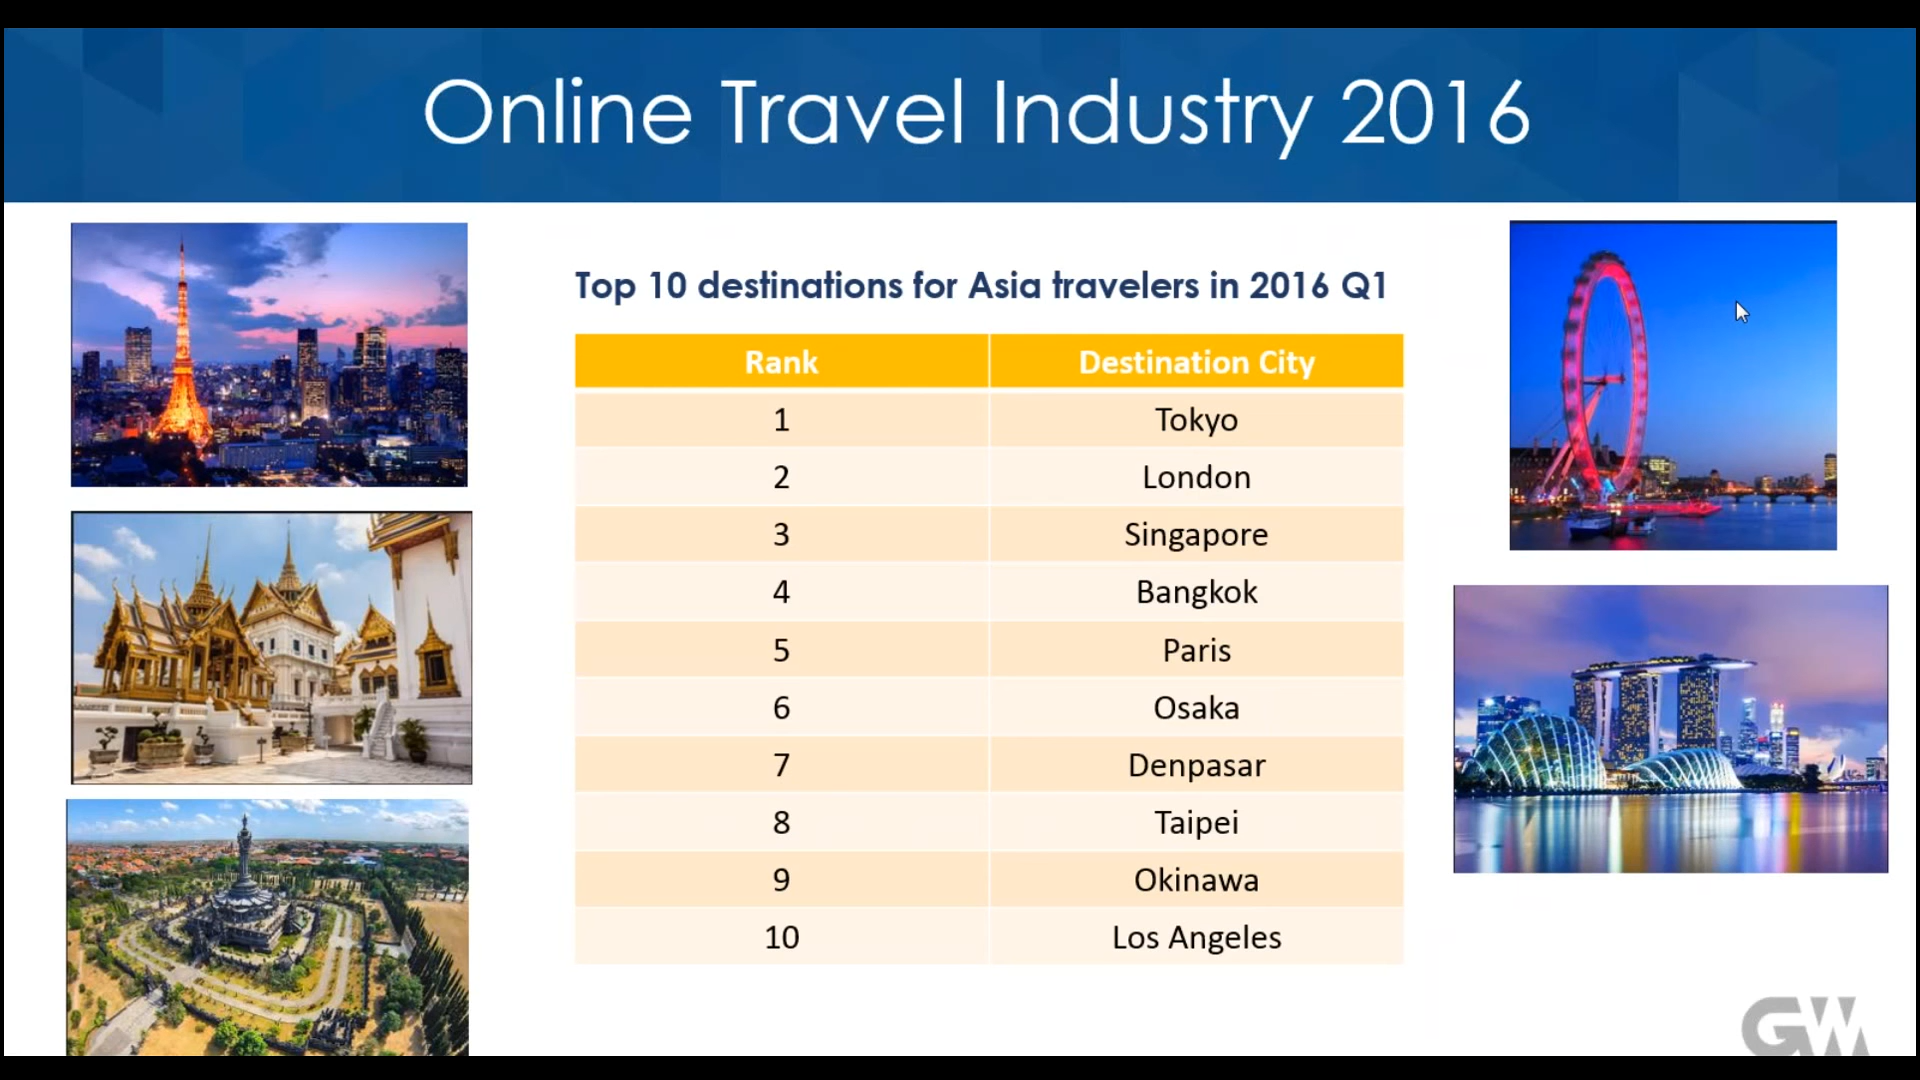 Online Travel Industry 2016
Top 10 destinations for Asia travelers in 2016 Q1
Rank Destination City
1 Tokyo
2 London
3 Singapore
4 Bangkok
5 Paris
6 Osaka
7 Denpasar
8 Taipei
9 Okinawa
10 Los Angeles
GW